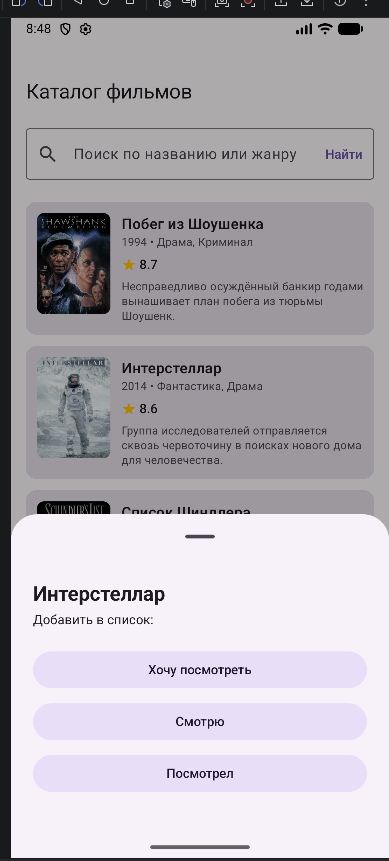 8:48
Каталог фильмов
Поиск по названию или жанру Найти
SHAWSHANK
REDEMPTION
Побег из Шоушенка
1994 • Драма, Криминал
8.7
Несправедливо осуждённый банкир годами
вынашивает план побега из тюрьмы
Шоушенк.
INTERSTELLAR
Интерстеллар
2014 • Фантастика, Драма
8.6
Группа исследователей отправляется
сквозь червоточину в поисках нового дома
для человечества.
SCHINDLER'S LIST
Список Шиндлера
Интерстеллар
Добавить в список:
Хочу посмотреть
Смотрю
Посмотрел